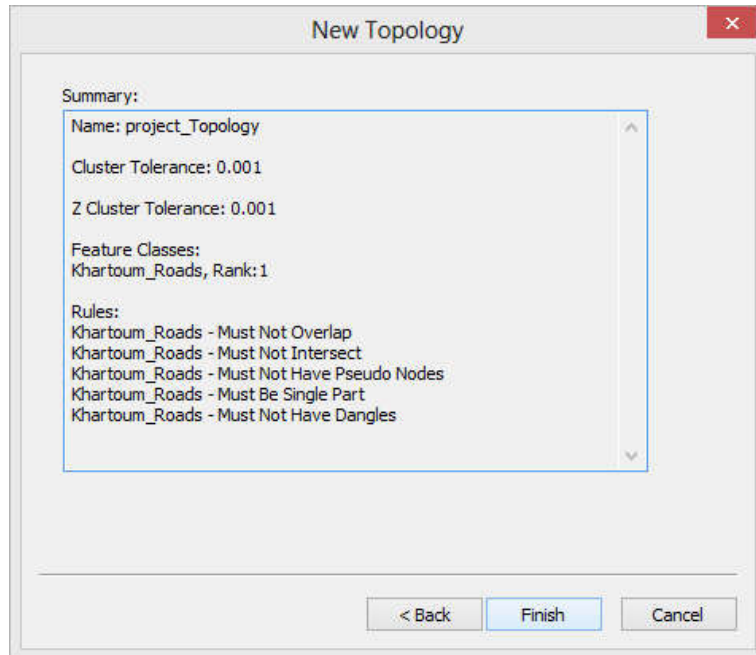 New Topology
Summary:
Name: project_Topology
Cluster Tolerance: 0.001
Z Cluster Tolerance: 0.001
Feature Classes:
Khartoum_Roads, Rank:1
Rules:
Khartoum_Roads - Must Not Overlap
Khartoum_Roads - Must Not Intersect
Khartoum_Roads - Must Not Have Pseudo Nodes
Khartoum_Roads - Must Be Single Part
Khartoum_Roads - Must Not Have Dangles
< Back
Finish
Cancel